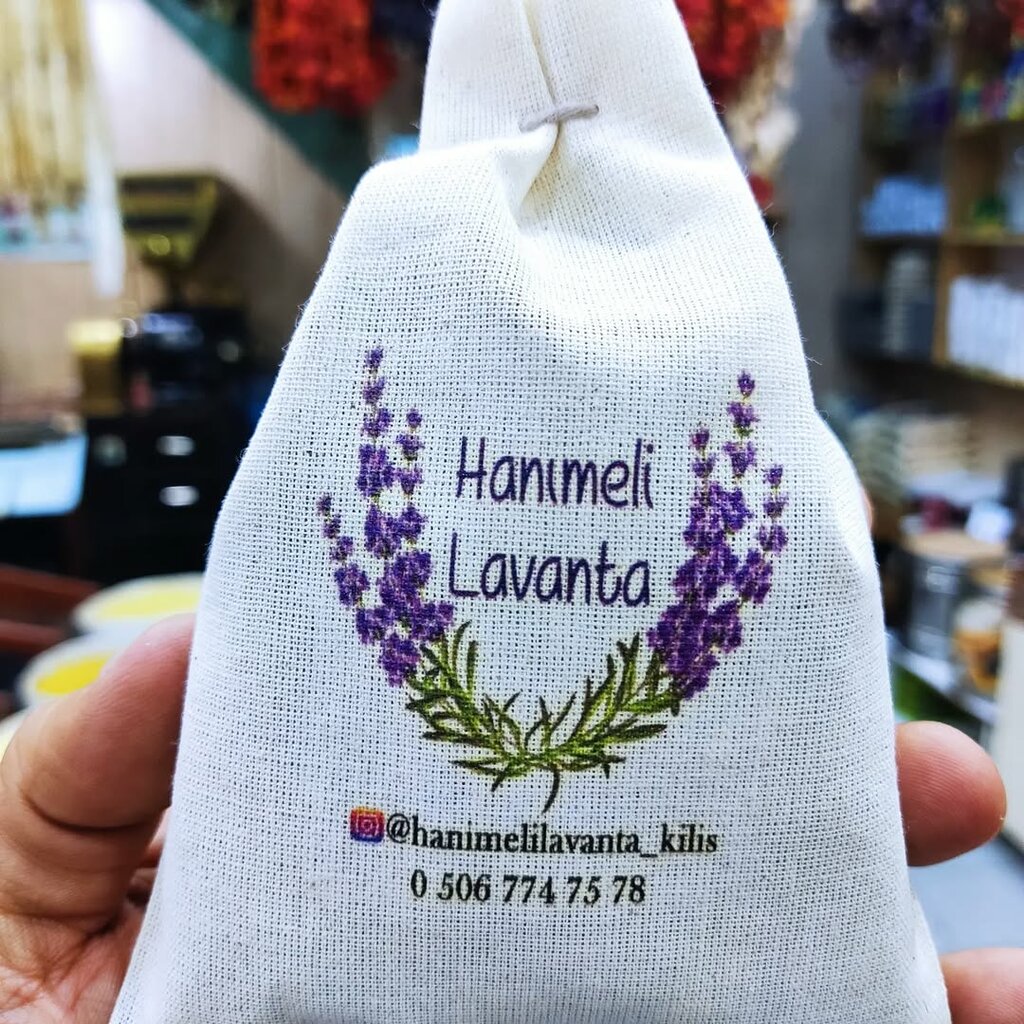 Hanımeli
Lavanta
@hanimelilavanta_kilis
0 506 774 75 78